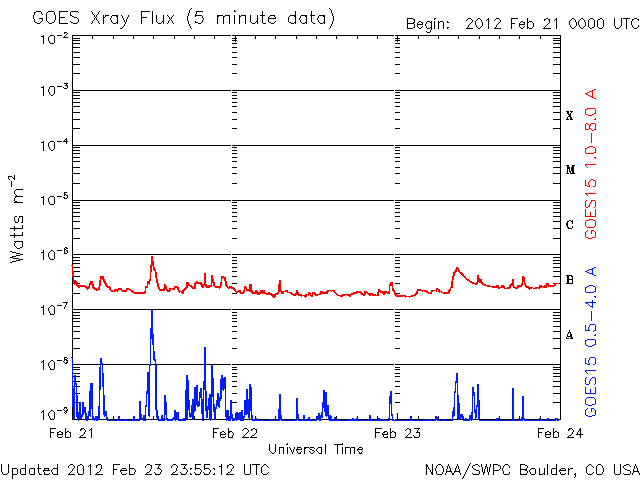 GOES Xray Flux (5 minute data)
Begin: 2012 Feb 21 0000 UTC
10⁻²
10⁻³
10⁻⁴
10⁻⁵
10⁻⁶
10⁻⁷
10⁻⁸
10⁻⁹
Watts m⁻²
X
M
C
B
A
GOES15 1.0−8.0 A
GOES15 0.5−4.0 A
Feb 21
Feb 22
Feb 23
Feb 24
Universal Time
Updated 2012 Feb 23 23:55:12 UTC
NOAA/SWPC Boulder, CO USA